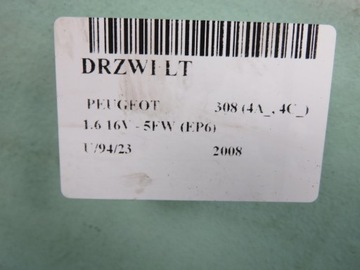 DRZWI LT
PEUGEOT 308 (4A_, 4C_)
1.6 16V - 5FW (EP6)
U/94/23 2008